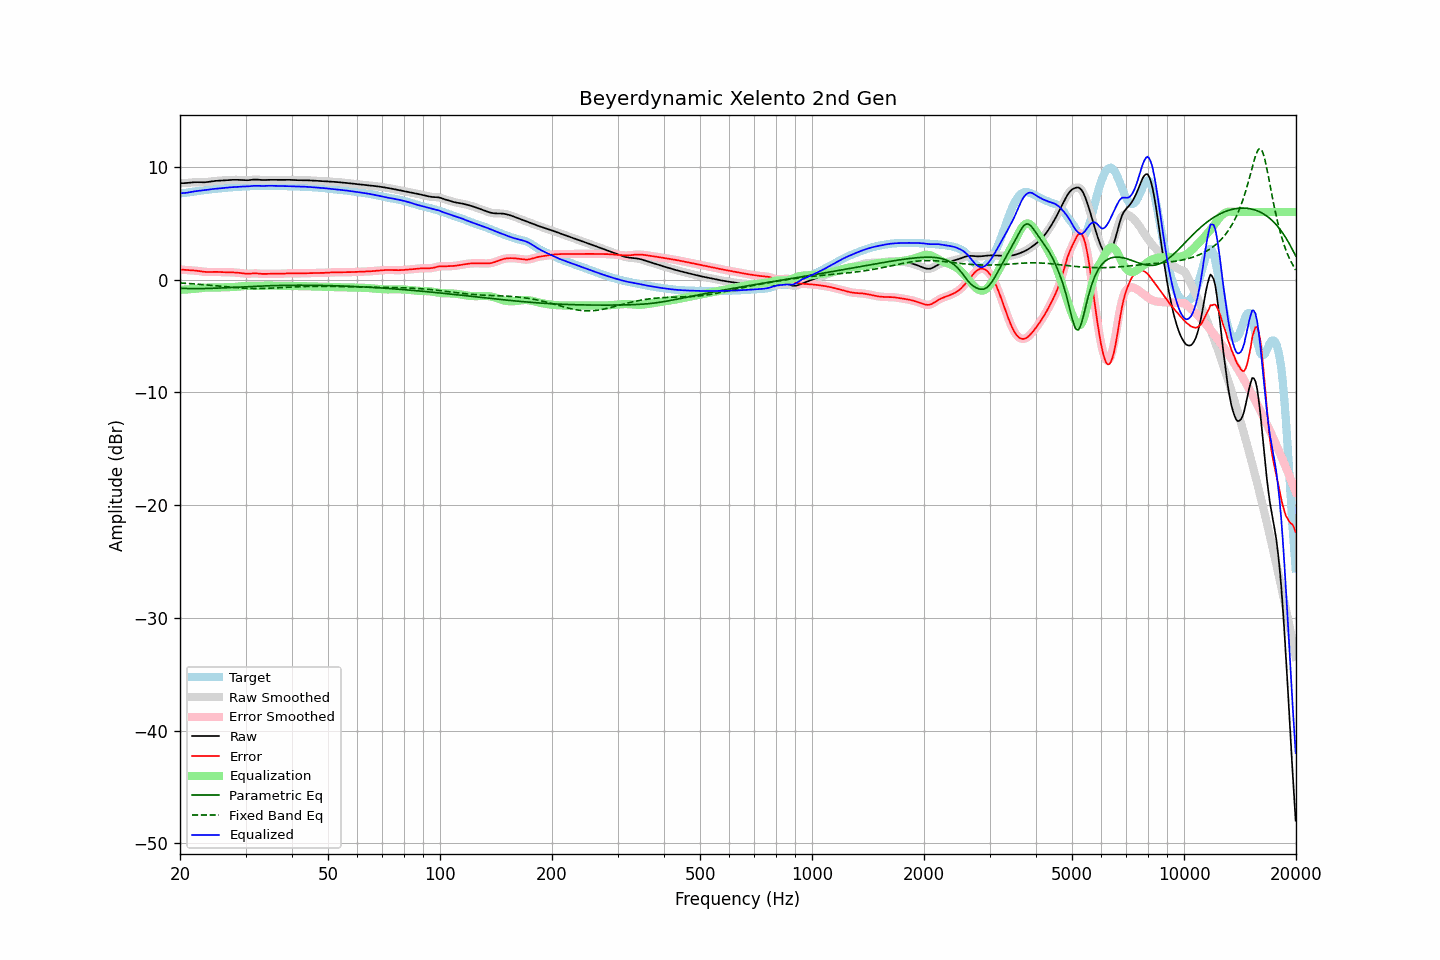 Beyerdynamic Xelento 2nd Gen
10
0
−10
−20
−30
−40
−50
Amplitude (dBr)
Target
Raw Smoothed
Error Smoothed
Raw
Error
Equalization
Parametric Eq
Fixed Band Eq
Equalized
20 50 100 200 500 1000 2000 5000 10000 20000
Frequency (Hz)